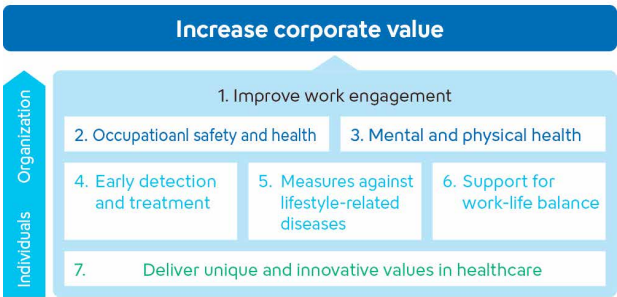 Increase corporate value
Organization
Individuals
1. Improve work engagement
2. Occupatioanl safety and health
3. Mental and physical health
4. Early detection
and treatment
5. Measures against
lifestyle-related
diseases
6. Support for
work-life balance
7. Deliver unique and innovative values in healthcare